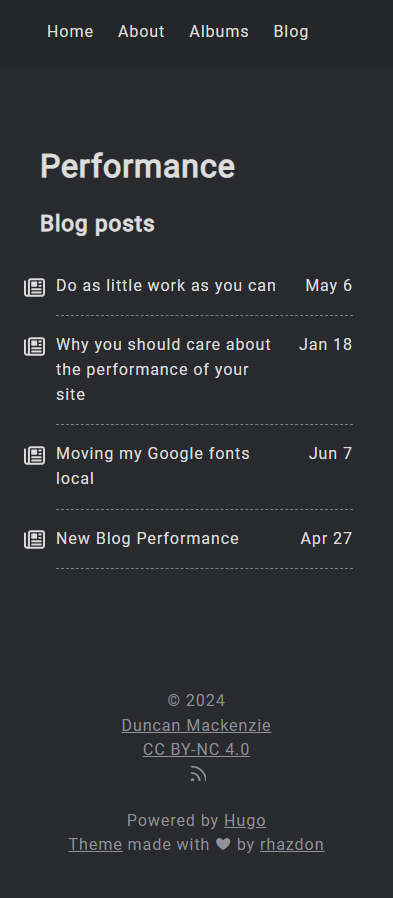 Home About Albums Blog
Performance
Blog posts
Do as little work as you can May 6
Why you should care about Jan 18
the performance of your
site
Moving my Google fonts Jun 7
local
New Blog Performance Apr 27
© 2024
Duncan Mackenzie
CC BY-NC 4.0
Powered by Hugo
Theme made with ♥ by rhazdon